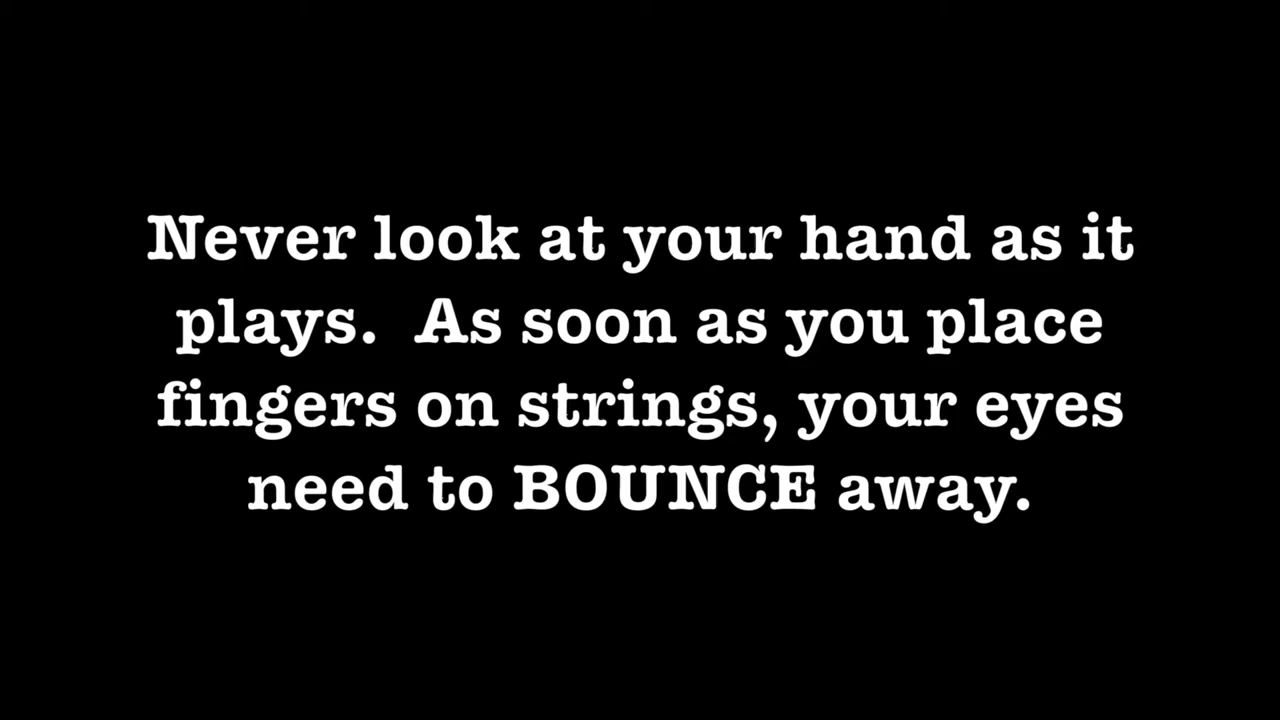 Never look at your hand as it
plays.  As soon as you place
fingers on strings, your eyes
need to BOUNCE away.